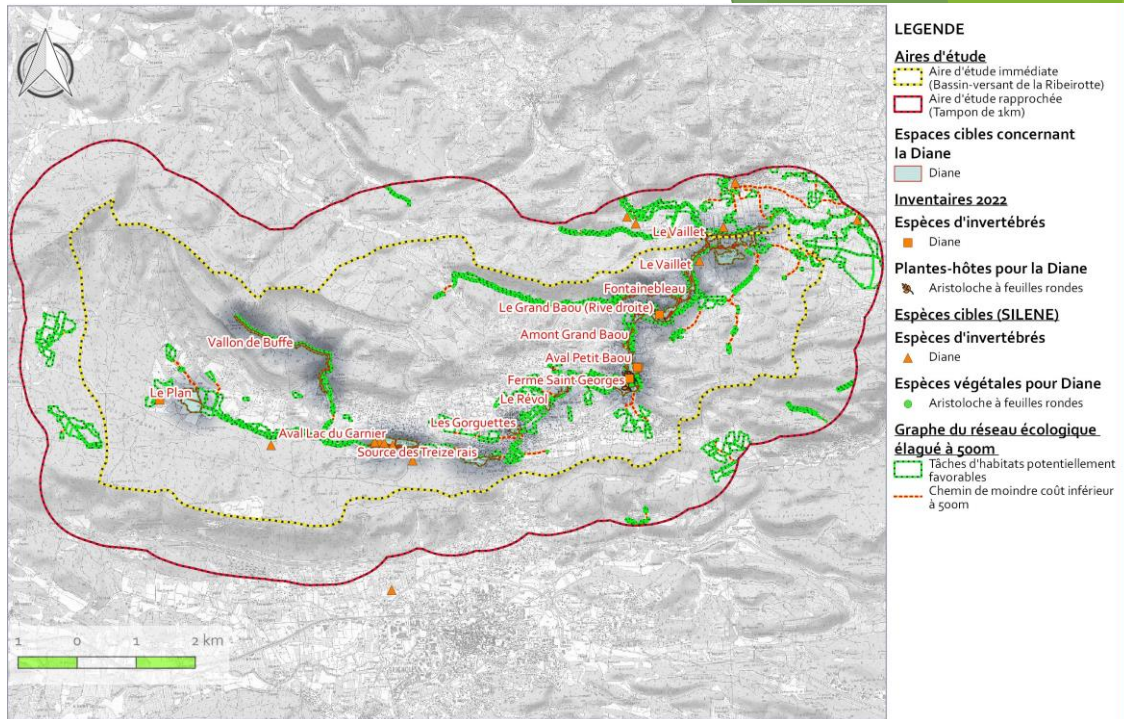 Le Vaillet
Le Vaillet
Fontainebleau
Le Grand Baou (Rive droite)
Amont Grand Baou
Vallon de Buffe
Aval Petit Baou
Ferme Saint Georges
Le Plan
Le Révol
Les Gorguettes
Aval Lac du Garnier
Source des Treize rais
1 0 1 2 km
LEGENDE
Aires d'étude
Aire d'étude immédiate
(Bassin-versant de la Ribeirotte)
Aire d'étude rapprochée
(Tampon de 1km)
Espaces cibles concernant
la Diane
Diane
Inventaires 2022
Espèces d'invertébrés
Diane
Plantes-hôtes pour la Diane
Aristoloche à feuilles rondes
Espèces cibles (SILENE)
Espèces d'invertébrés
Diane
Espèces végétales pour Diane
Aristoloche à feuilles rondes
Graphe du réseau écologique
élagué à 500m
Tâches d'habitats potentiellement
favorables
Chemin de moindre coût inférieur
à 500m